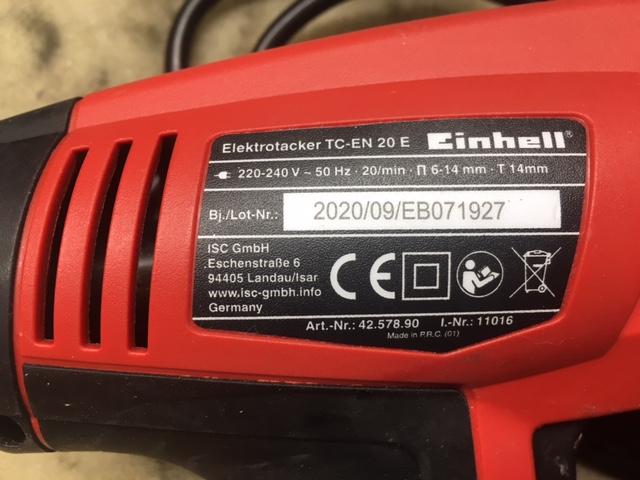 Elektrotacker TC-EN 20 E Einhell®
220-240 V ~ 50 Hz · 20/min · Π 6-14 mm · T 14mm
Bj./Lot-Nr.: 2020/09/EB071927
ISC GmbH
Eschenstraße 6
94405 Landau/Isar
www.isc-gmbh.info
Germany
CE
Art.-Nr.: 42.578.90 I.-Nr.: 11016
Made in P.R.C. (01)